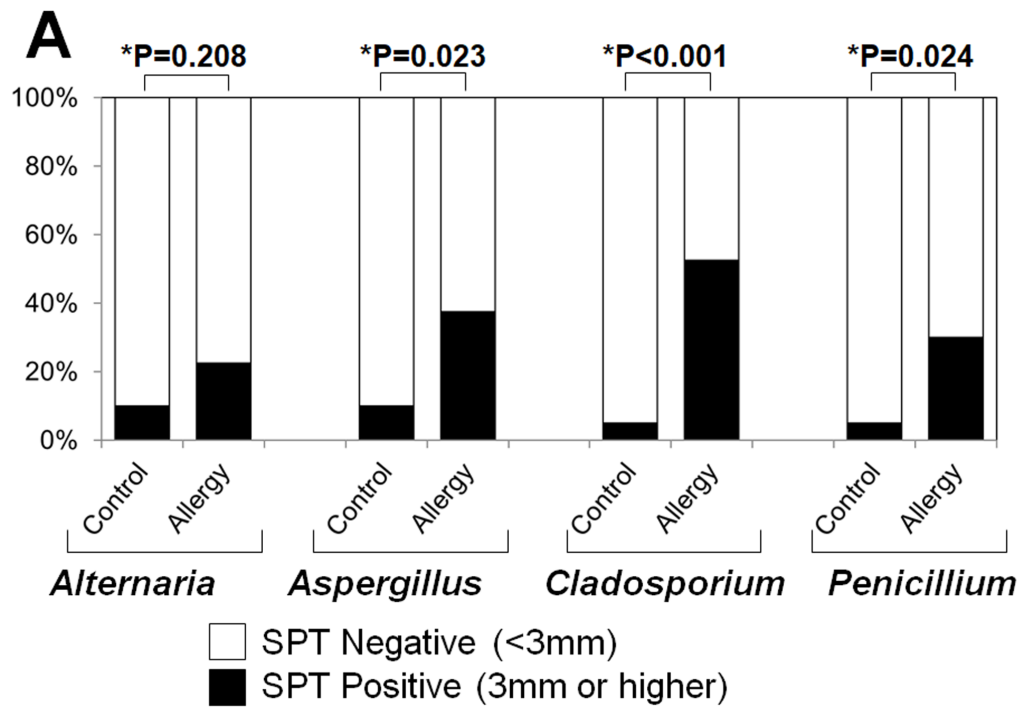 A
*P=0.208 *P=0.023 *P<0.001 *P=0.024
100%
80%
60%
40%
20%
0%
Control Allergy Control Allergy Control Allergy Control Allergy
Alternaria Aspergillus Cladosporium Penicillium
SPT Negative (<3mm)
SPT Positive (3mm or higher)